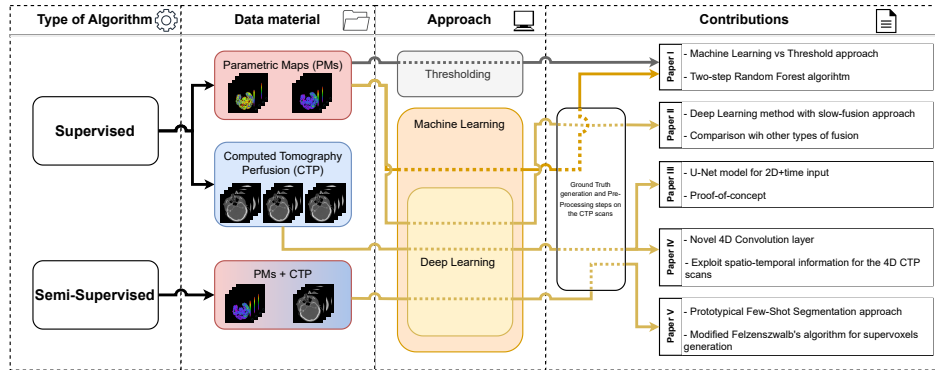 Type of Algorithm
Data material
Approach
Contributions
Supervised
Semi-Supervised
Parametric Maps (PMs)
Computed Tomography
Perfusion (CTP)
PMs + CTP
Thresholding
Machine Learning
Deep Learning
Ground Truth
generation and Pre-
Processing steps on
the CTP scans
Paper I
- Machine Learning vs Threshold approach
- Two-step Random Forest algorihtm
Paper II
- Deep Learning method with slow-fusion approach
- Comparison wih other types of fusion
Paper III
- U-Net model for 2D+time input
- Proof-of-concept
Paper IV
- Novel 4D Convolution layer
- Exploit spatio-temporal information for the 4D CTP
scans
Paper V
- Prototypical Few-Shot Segmentation approach
- Modified Felzenszwalb's algorithm for supervoxels
generation